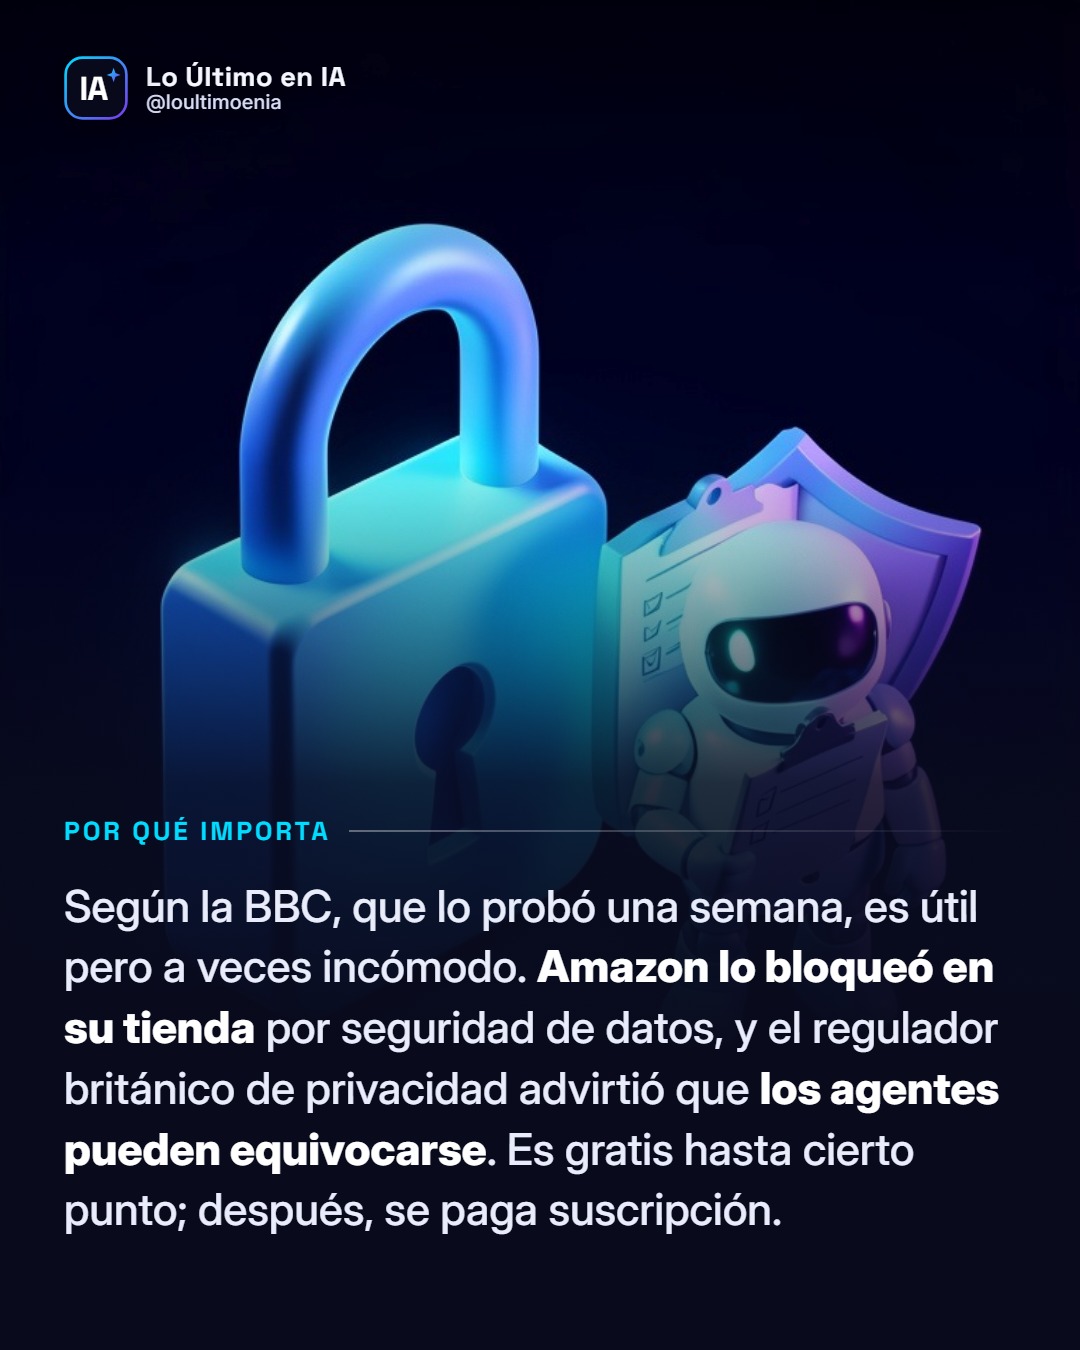 IA
Lo Último en IA
@loultimoenia
POR QUÉ IMPORTA
Según la BBC, que lo probó una semana, es útil
pero a veces incómodo. Amazon lo bloqueó en
su tienda por seguridad de datos, y el regulador
británico de privacidad advirtió que los agentes
pueden equivocarse. Es gratis hasta cierto
punto; después, se paga suscripción.